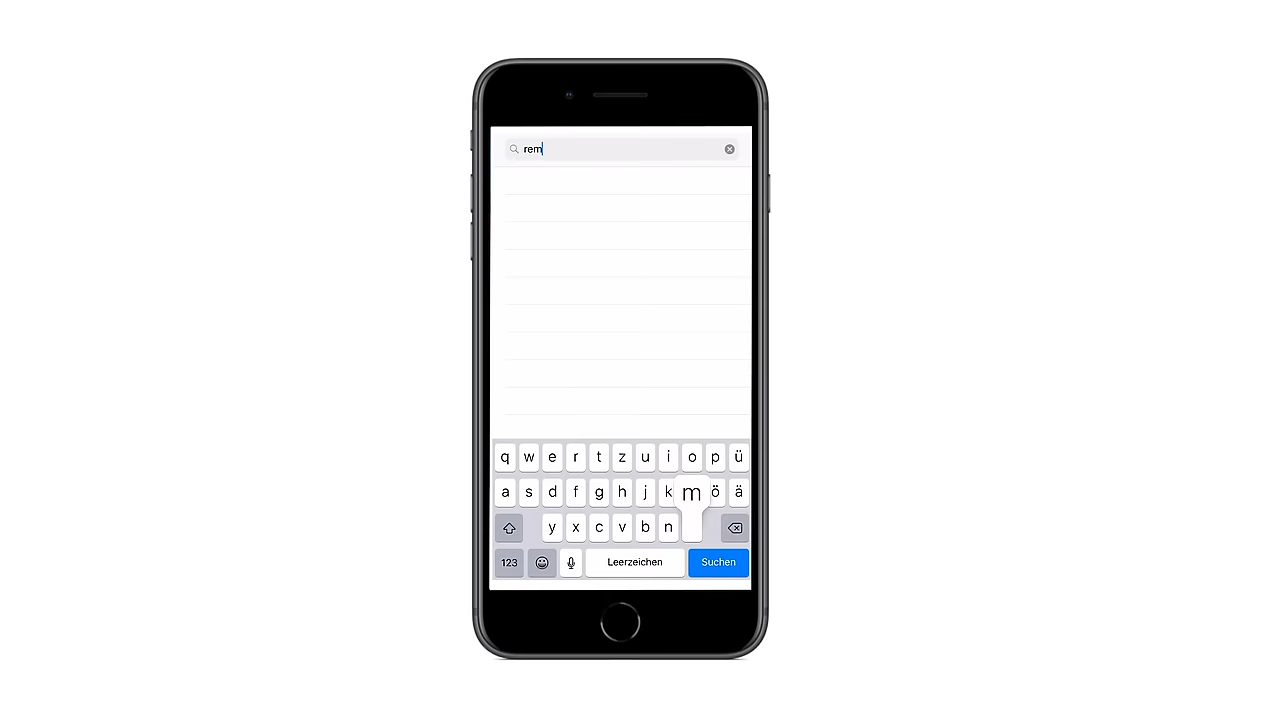 rem
q w e r t z u i o p ü
a s d f g h j k m ö ä
y x c v b n
123 Leerzeichen Suchen